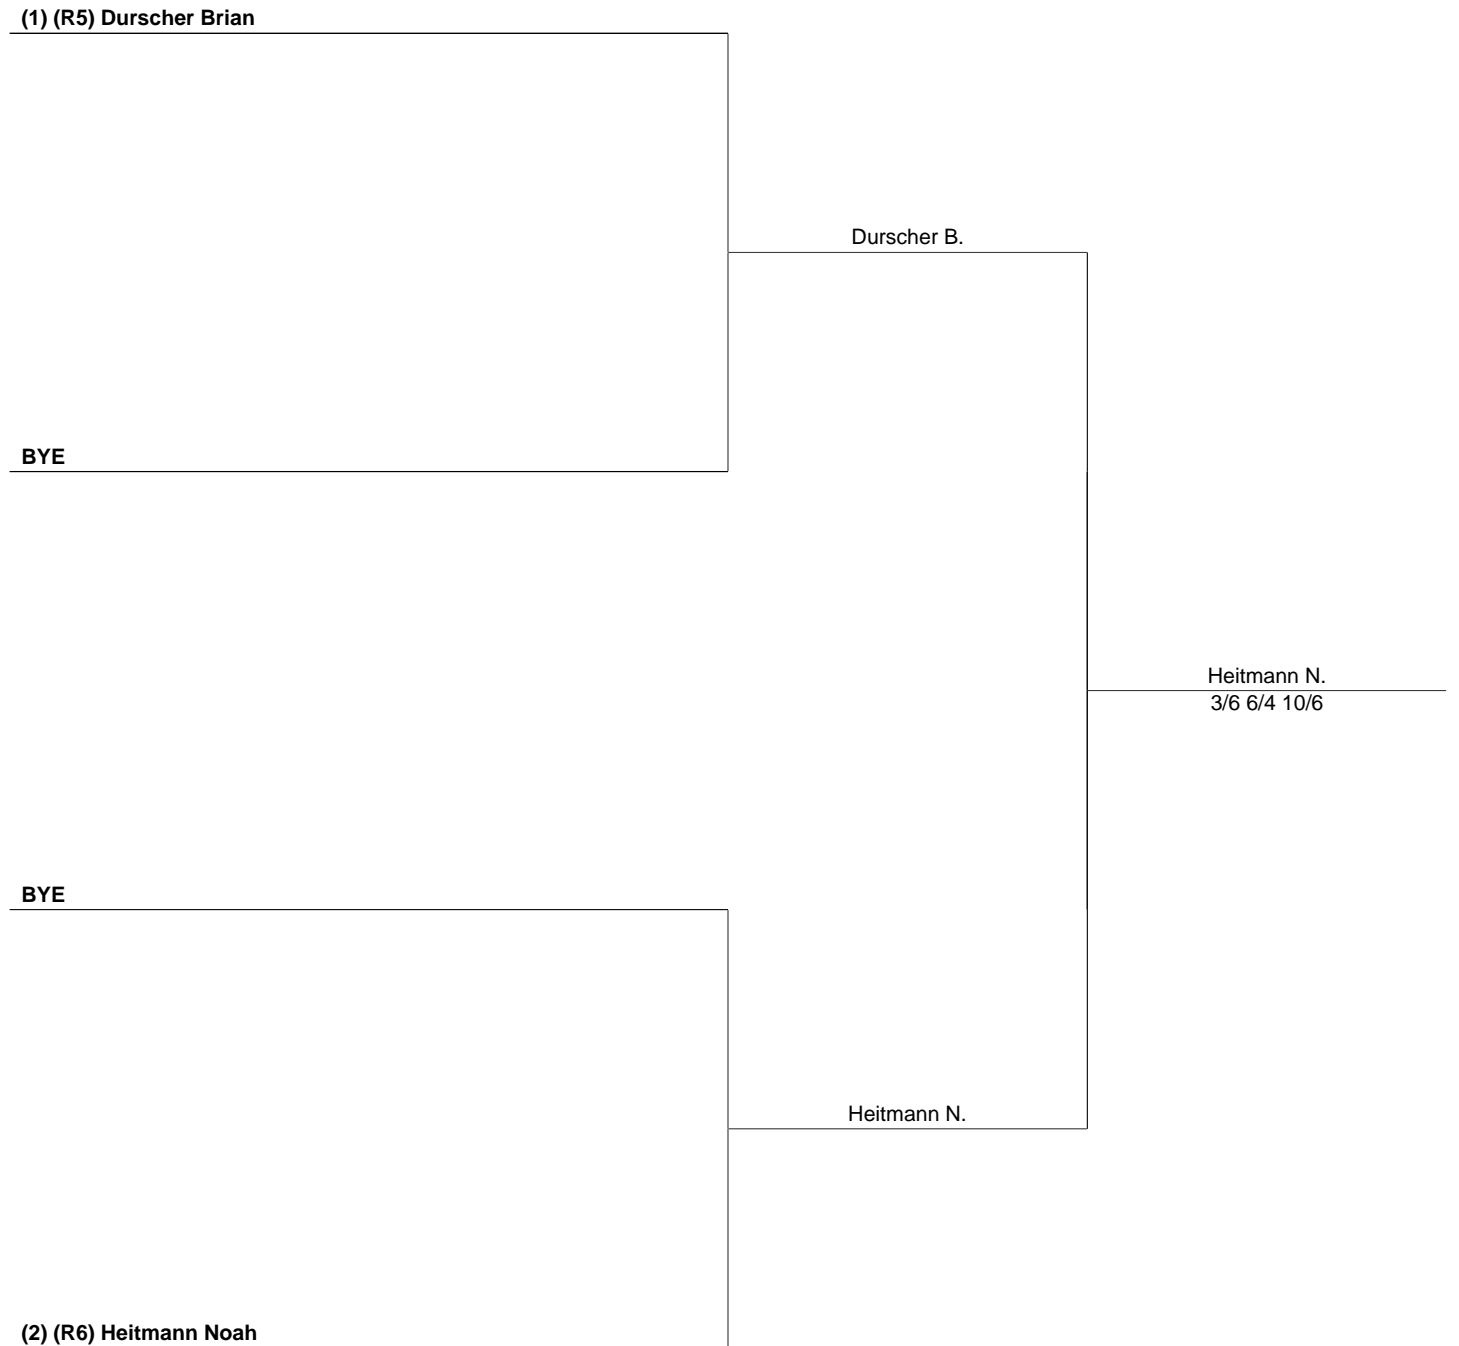 (1) (R5) Durscher Brian
Durscher B.
BYE
Heitmann N.
3/6 6/4 10/6
BYE
Heitmann N.
(2) (R6) Heitmann Noah